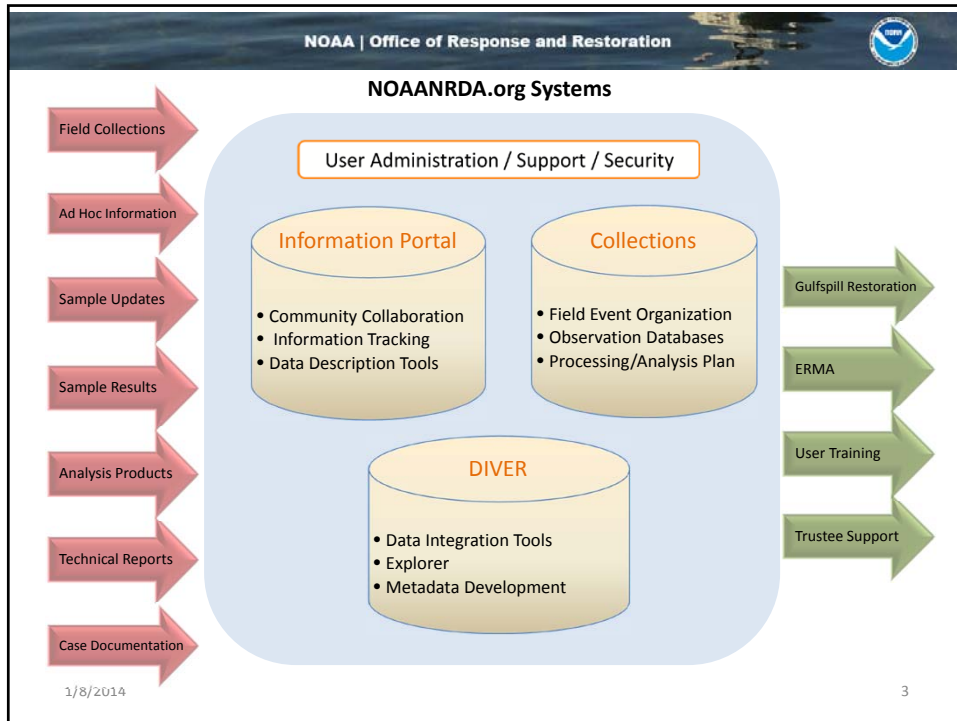 NOAA | Office of Response and Restoration
NOAA
NOAANRDA.org Systems
Field Collections
Ad Hoc Information
Sample Updates
Sample Results
Analysis Products
Technical Reports
Case Documentation
User Administration / Support / Security
Information Portal
• Community Collaboration
• Information Tracking
• Data Description Tools
Collections
• Field Event Organization
• Observation Databases
• Processing/Analysis Plan
DIVER
• Data Integration Tools
• Explorer
• Metadata Development
Gulfspill Restoration
ERMA
User Training
Trustee Support
1/8/2014
3